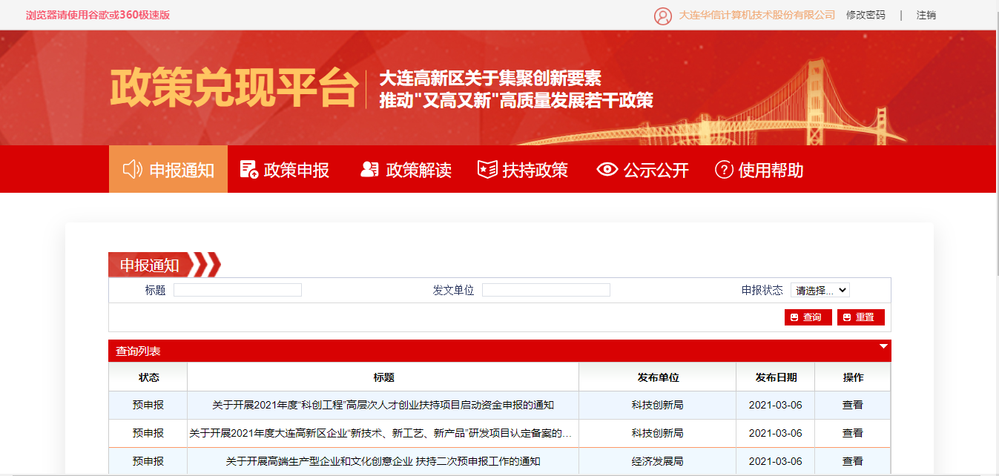 浏览器请使用谷歌或360极速版
大连华信计算机技术股份有限公司 修改密码 | 注销
政策兑现平台
大连高新区关于集聚创新要素
推动"又高又新"高质量发展若干政策
申报通知 政策申报 政策解读 扶持政策 公示公开 使用帮助
申报通知
标题 发文单位 申报状态 请选择...
查询 重置
查询列表
状态 标题 发布单位 发布日期 操作
预申报 关于开展2021年度“科创工程”高层次人才创业扶持项目启动资金申报的通知 科技创新局 2021-03-06 查看
预申报 关于开展2021年度大连高新区企业“新技术、新工艺、新产品”研发项目认定备案的... 科技创新局 2021-03-06 查看
预申报 关于开展高端生产型企业和文化创意企业 扶持二次预申报工作的通知 经济发展局 2021-03-06 查看